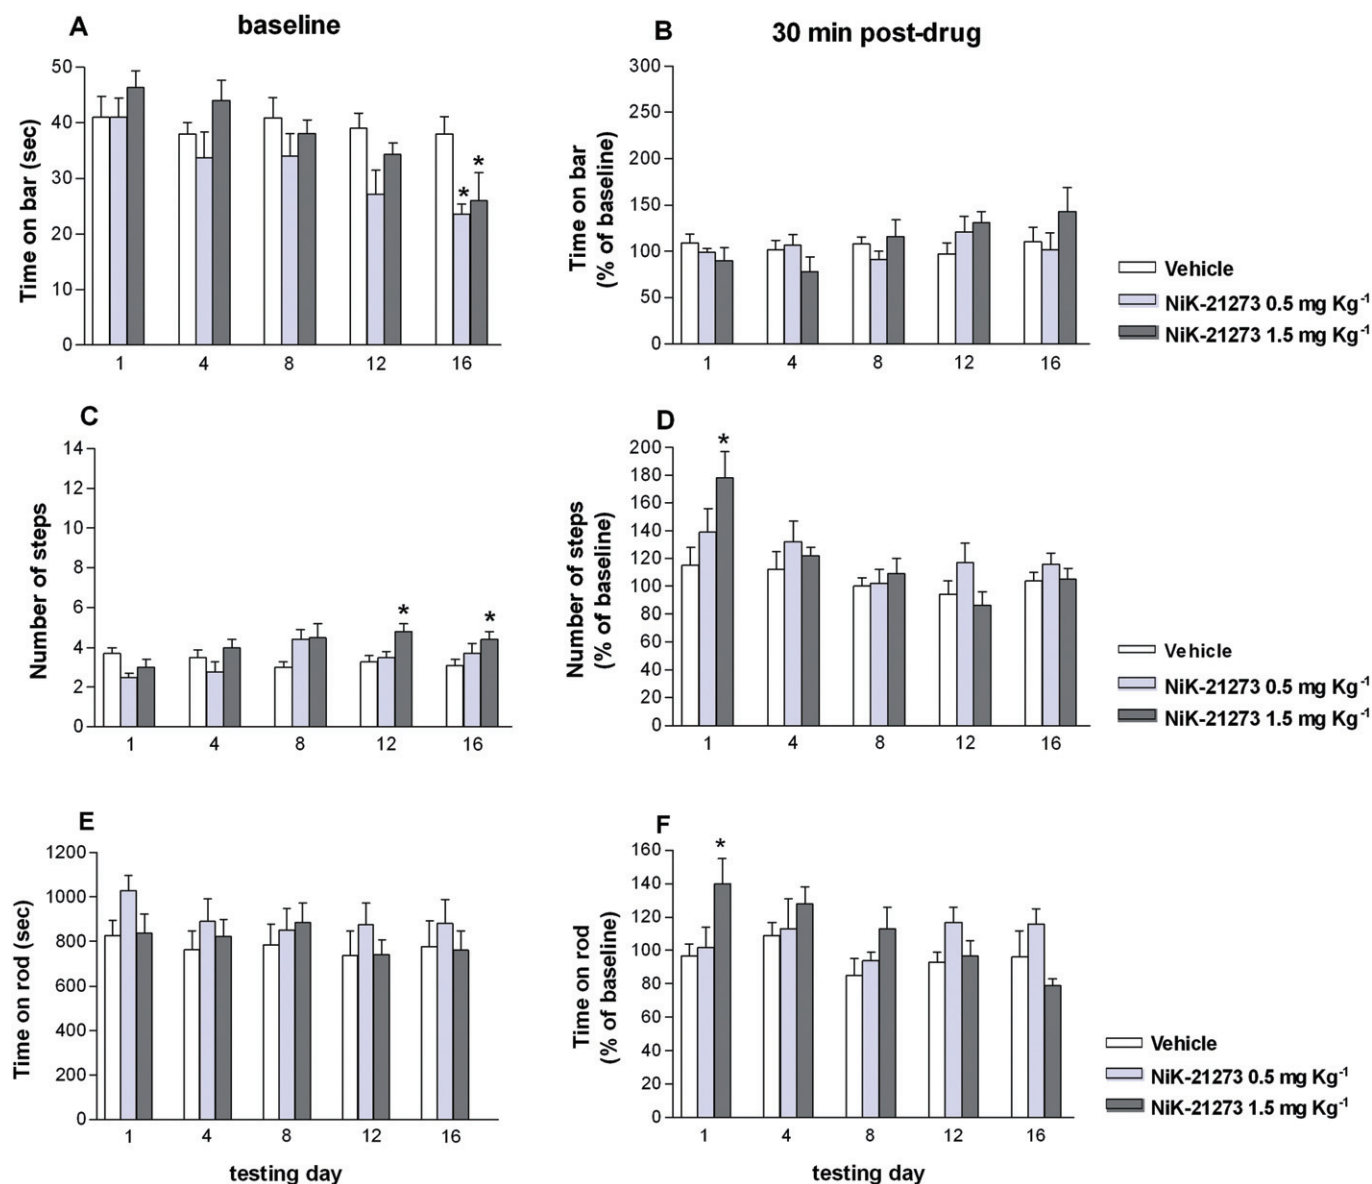 A baseline
B 30 min post-drug
Time on bar (sec)
50
40
30
20
10
0
* *
1 4 8 12 16
Time on bar
(% of baseline)
300
250
200
150
100
50
0
1 4 8 12 16
Vehicle
NiK-21273 0.5 mg Kg-1
NiK-21273 1.5 mg Kg-1
C
Number of steps
14
12
10
8
6
4
2
0
* *
1 4 8 12 16
D
Number of steps
(% of baseline)
200
180
160
140
120
100
80
60
40
20
0
*
1 4 8 12 16
Vehicle
NiK-21273 0.5 mg Kg-1
NiK-21273 1.5 mg Kg-1
E
Time on rod (sec)
1200
1000
800
600
400
200
0
1 4 8 12 16
testing day
F
Time on rod
(% of baseline)
160
140
120
100
80
60
40
20
0
*
1 4 8 12 16
testing day
Vehicle
NiK-21273 0.5 mg Kg-1
NiK-21273 1.5 mg Kg-1